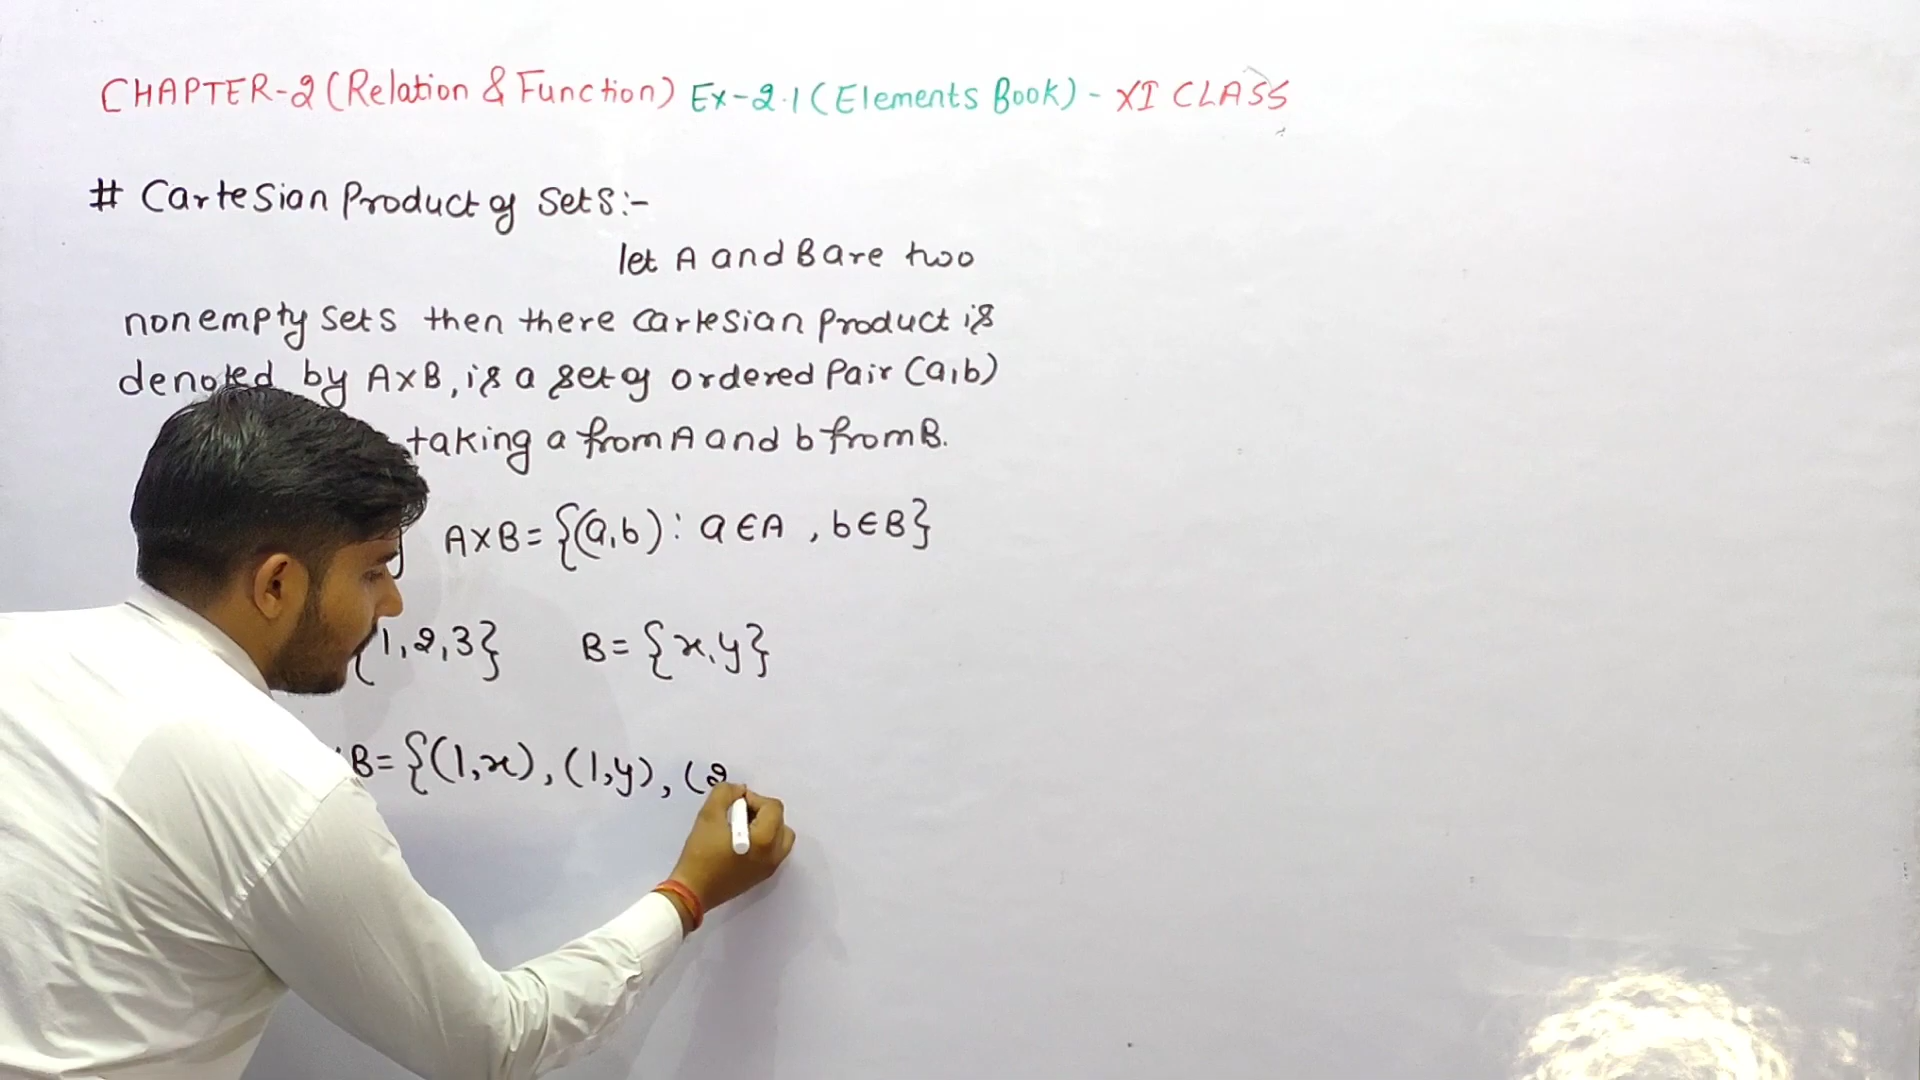 CHAPTER-2 (Relation & Function) Ex-2.1 (Elements Book) - XI CLASS
# Cartesian Product of Sets:-
let A and B are two
nonempty sets then there cartesian product is
denoted by AxB, is a set of ordered Pair (a,b)
taking a from A and b from B.
AxB = {(a,b) : a∈A , b∈B}
{1,2,3} B = {x,y}
B = {(1,x), (1,y), (2